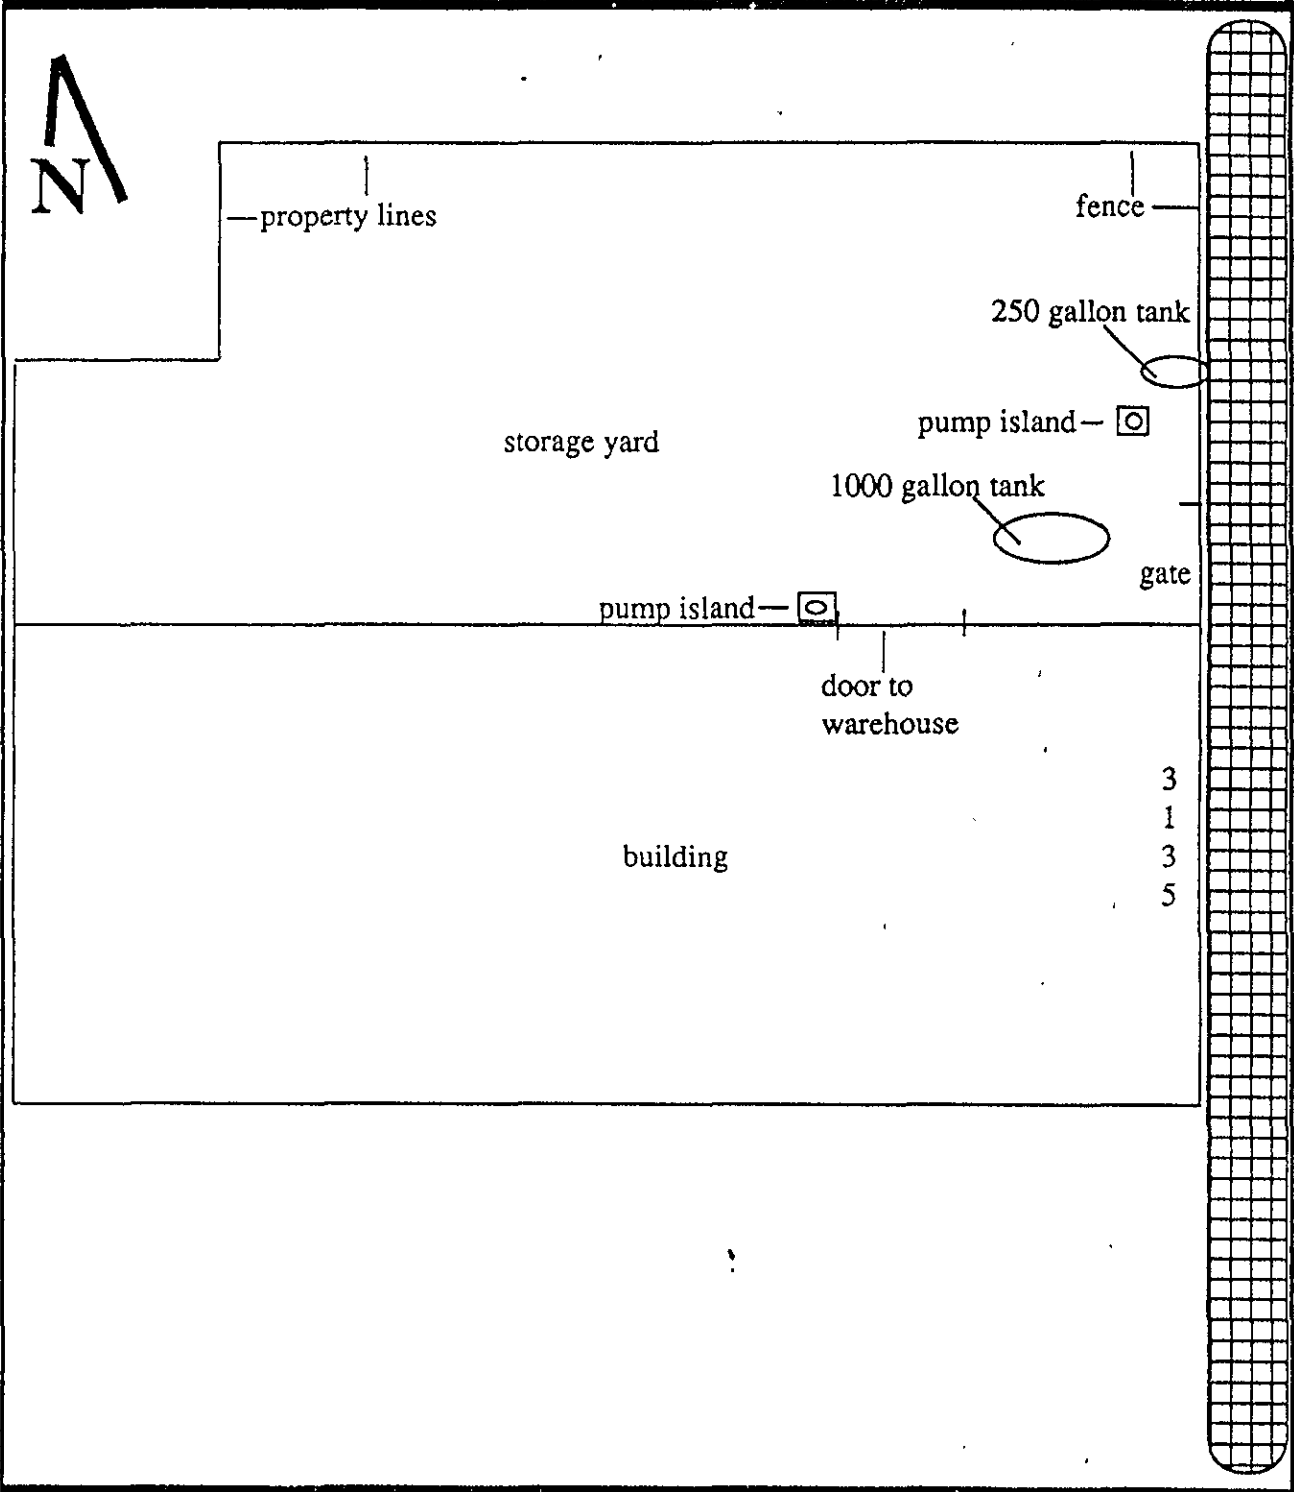 N
property lines
fence
250 gallon tank
pump island
storage yard
1000 gallon tank
gate
pump island
door to
warehouse
3
1
3
5
building